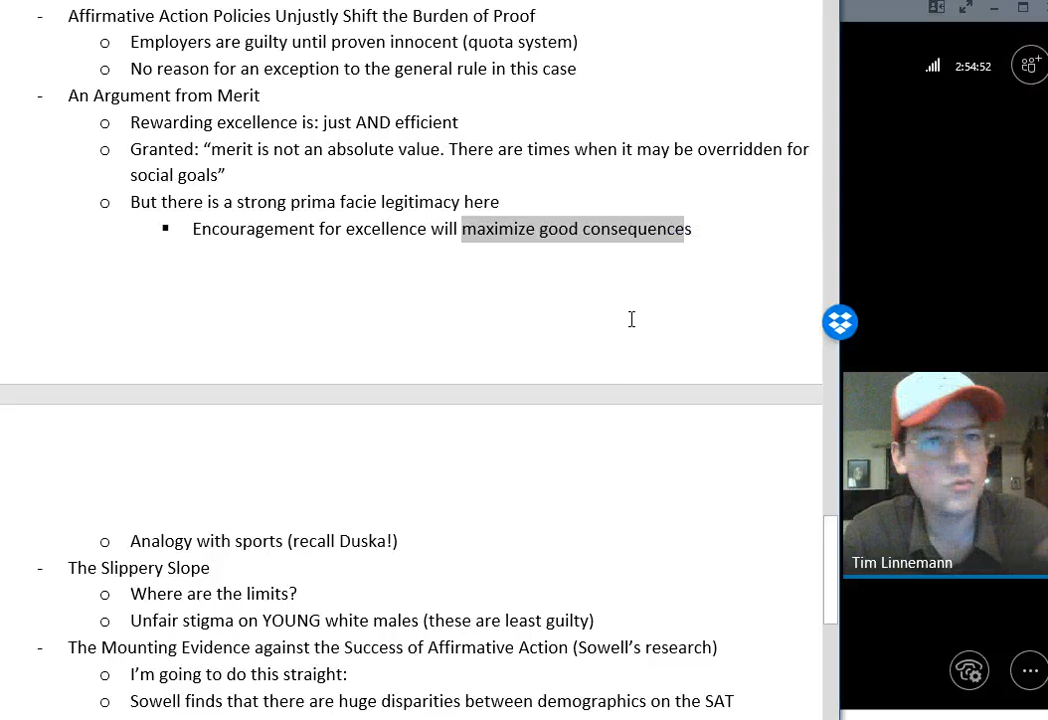 - Affirmative Action Policies Unjustly Shift the Burden of Proof
o Employers are guilty until proven innocent (quota system)
o No reason for an exception to the general rule in this case
- An Argument from Merit
o Rewarding excellence is: just AND efficient
o Granted: “merit is not an absolute value. There are times when it may be overridden for
social goals”
o But there is a strong prima facie legitimacy here
▪ Encouragement for excellence will maximize good consequences
o Analogy with sports (recall Duska!)
- The Slippery Slope
o Where are the limits?
o Unfair stigma on YOUNG white males (these are least guilty)
- The Mounting Evidence against the Success of Affirmative Action (Sowell’s research)
o I’m going to do this straight:
o Sowell finds that there are huge disparities between demographics on the SAT
2:54:52
Tim Linnemann